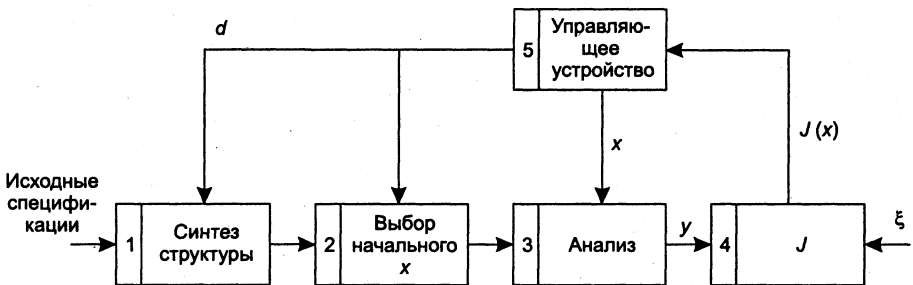 d
5
Управляю-
щее
устройство
x
J (x)
Исходные
специфи-
кации
1
Синтез
структуры
2
Выбор
начального
x
3
Анализ
y
4
J
ξ